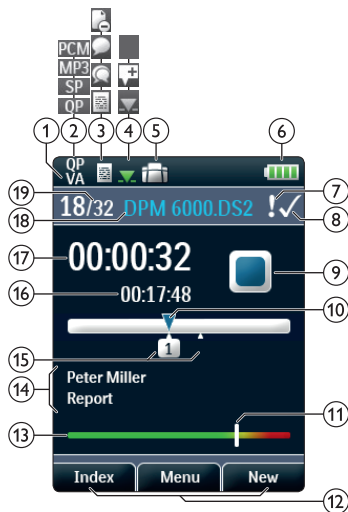 PCM
MP3
SP
QP
1 2 3 4 5 6
QP
VA
7
19
18/32 DPM 6000.DS2 !✓
18
8
17 00:00:32
9
16 00:17:48
10
1
15
14 Peter Miller
Report
11
13
Index Menu New
12